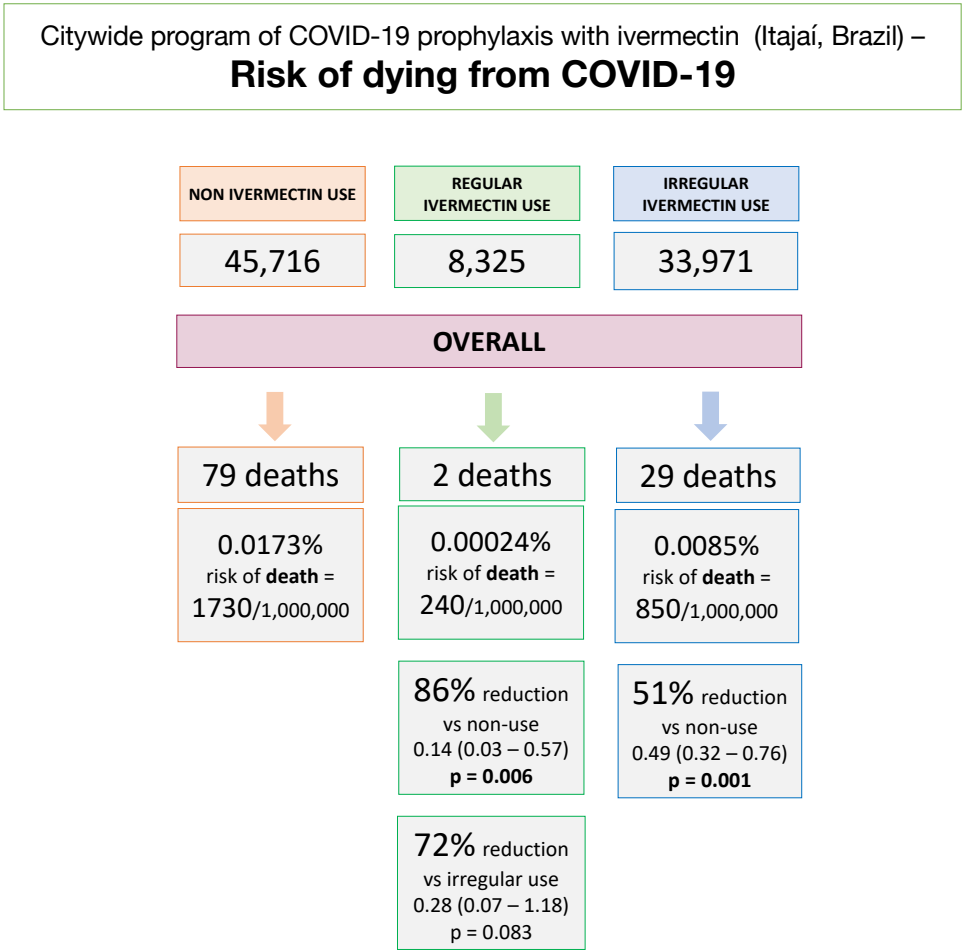 Citywide program of COVID-19 prophylaxis with ivermectin (Itajaí, Brazil) –
Risk of dying from COVID-19
NON IVERMECTIN USE
REGULAR
IVERMECTIN USE
IRREGULAR
IVERMECTIN USE
45,716
8,325
33,971
OVERALL
79 deaths
2 deaths
29 deaths
0.0173%
risk of death =
1730/1,000,000
0.00024%
risk of death =
240/1,000,000
0.0085%
risk of death =
850/1,000,000
86% reduction
vs non-use
0.14 (0.03 – 0.57)
p = 0.006
51% reduction
vs non-use
0.49 (0.32 – 0.76)
p = 0.001
72% reduction
vs irregular use
0.28 (0.07 – 1.18)
p = 0.083